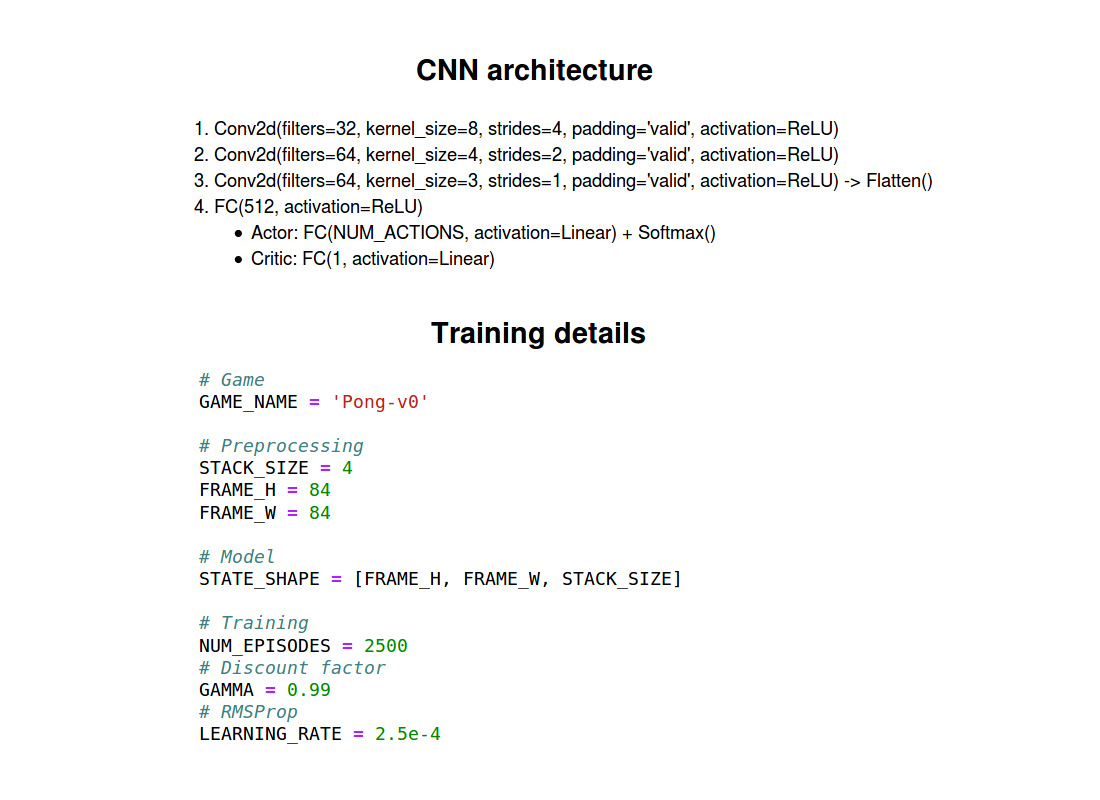 CNN architecture
1. Conv2d(filters=32, kernel_size=8, strides=4, padding='valid', activation=ReLU)
2. Conv2d(filters=64, kernel_size=4, strides=2, padding='valid', activation=ReLU)
3. Conv2d(filters=64, kernel_size=3, strides=1, padding='valid', activation=ReLU) -> Flatten()
4. FC(512, activation=ReLU)
• Actor: FC(NUM_ACTIONS, activation=Linear) + Softmax()
• Critic: FC(1, activation=Linear)
Training details
# Game
GAME_NAME = 'Pong-v0'
# Preprocessing
STACK_SIZE = 4
FRAME_H = 84
FRAME_W = 84
# Model
STATE_SHAPE = [FRAME_H, FRAME_W, STACK_SIZE]
# Training
NUM_EPISODES = 2500
# Discount factor
GAMMA = 0.99
# RMSProp
LEARNING_RATE = 2.5e-4